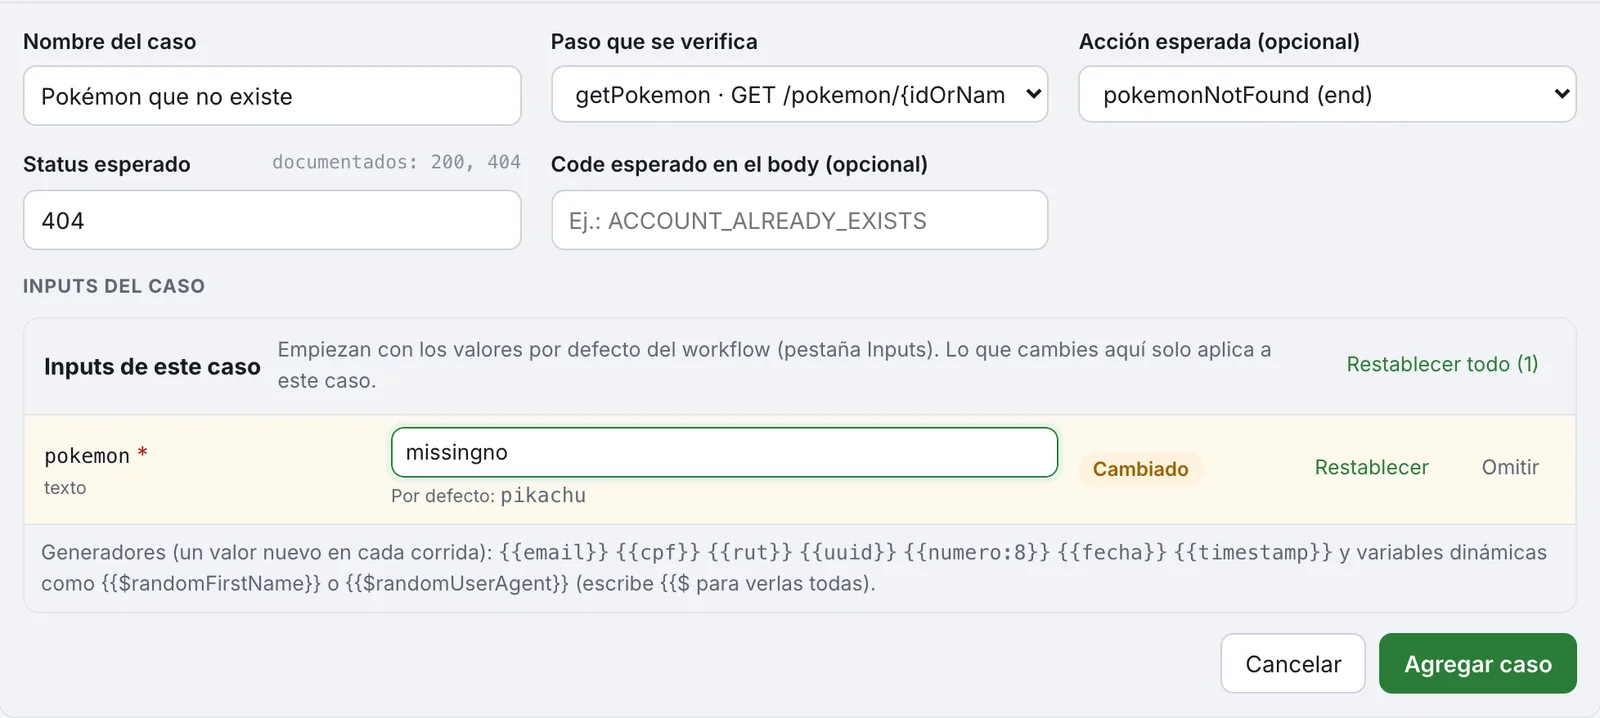 Nombre del caso
Paso que se verifica
Acción esperada (opcional)
Pokémon que no existe
getPokemon · GET /pokemon/{idOrNam
pokemonNotFound (end)
Status esperado
documentados: 200, 404
Code esperado en el body (opcional)
404
Ej.: ACCOUNT_ALREADY_EXISTS
INPUTS DEL CASO
Inputs de este caso
Empiezan con los valores por defecto del workflow (pestaña Inputs). Lo que cambies aquí solo aplica a
este caso.
Restablecer todo (1)
pokemon *
texto
missingno
Por defecto: pikachu
Cambiado
Restablecer
Omitir
Generadores (un valor nuevo en cada corrida): {{email}} {{cpf}} {{rut}} {{uuid}} {{numero:8}} {{fecha}} {{timestamp}} y variables dinámicas
como {{$randomFirstName}} o {{$randomUserAgent}} (escribe {{$ para verlas todas).
Cancelar
Agregar caso